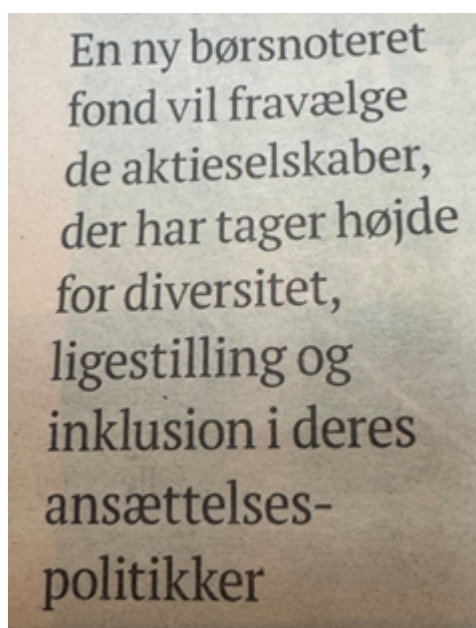 En ny børsnoteret
fond vil fravælge
de aktieselskaber,
der har tager højde
for diversitet,
ligestilling og
inklusion i deres
ansættelses-
politikker